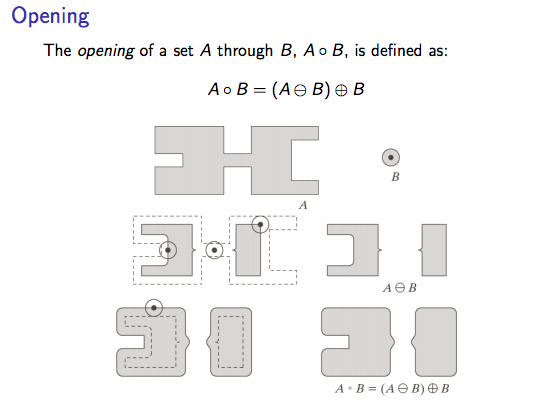 Opening
The opening of a set A through B, A ∘ B, is defined as:
A ∘ B = (A ⊖ B) ⊕ B
B
A
A ⊖ B
A ∘ B = (A ⊖ B) ⊕ B